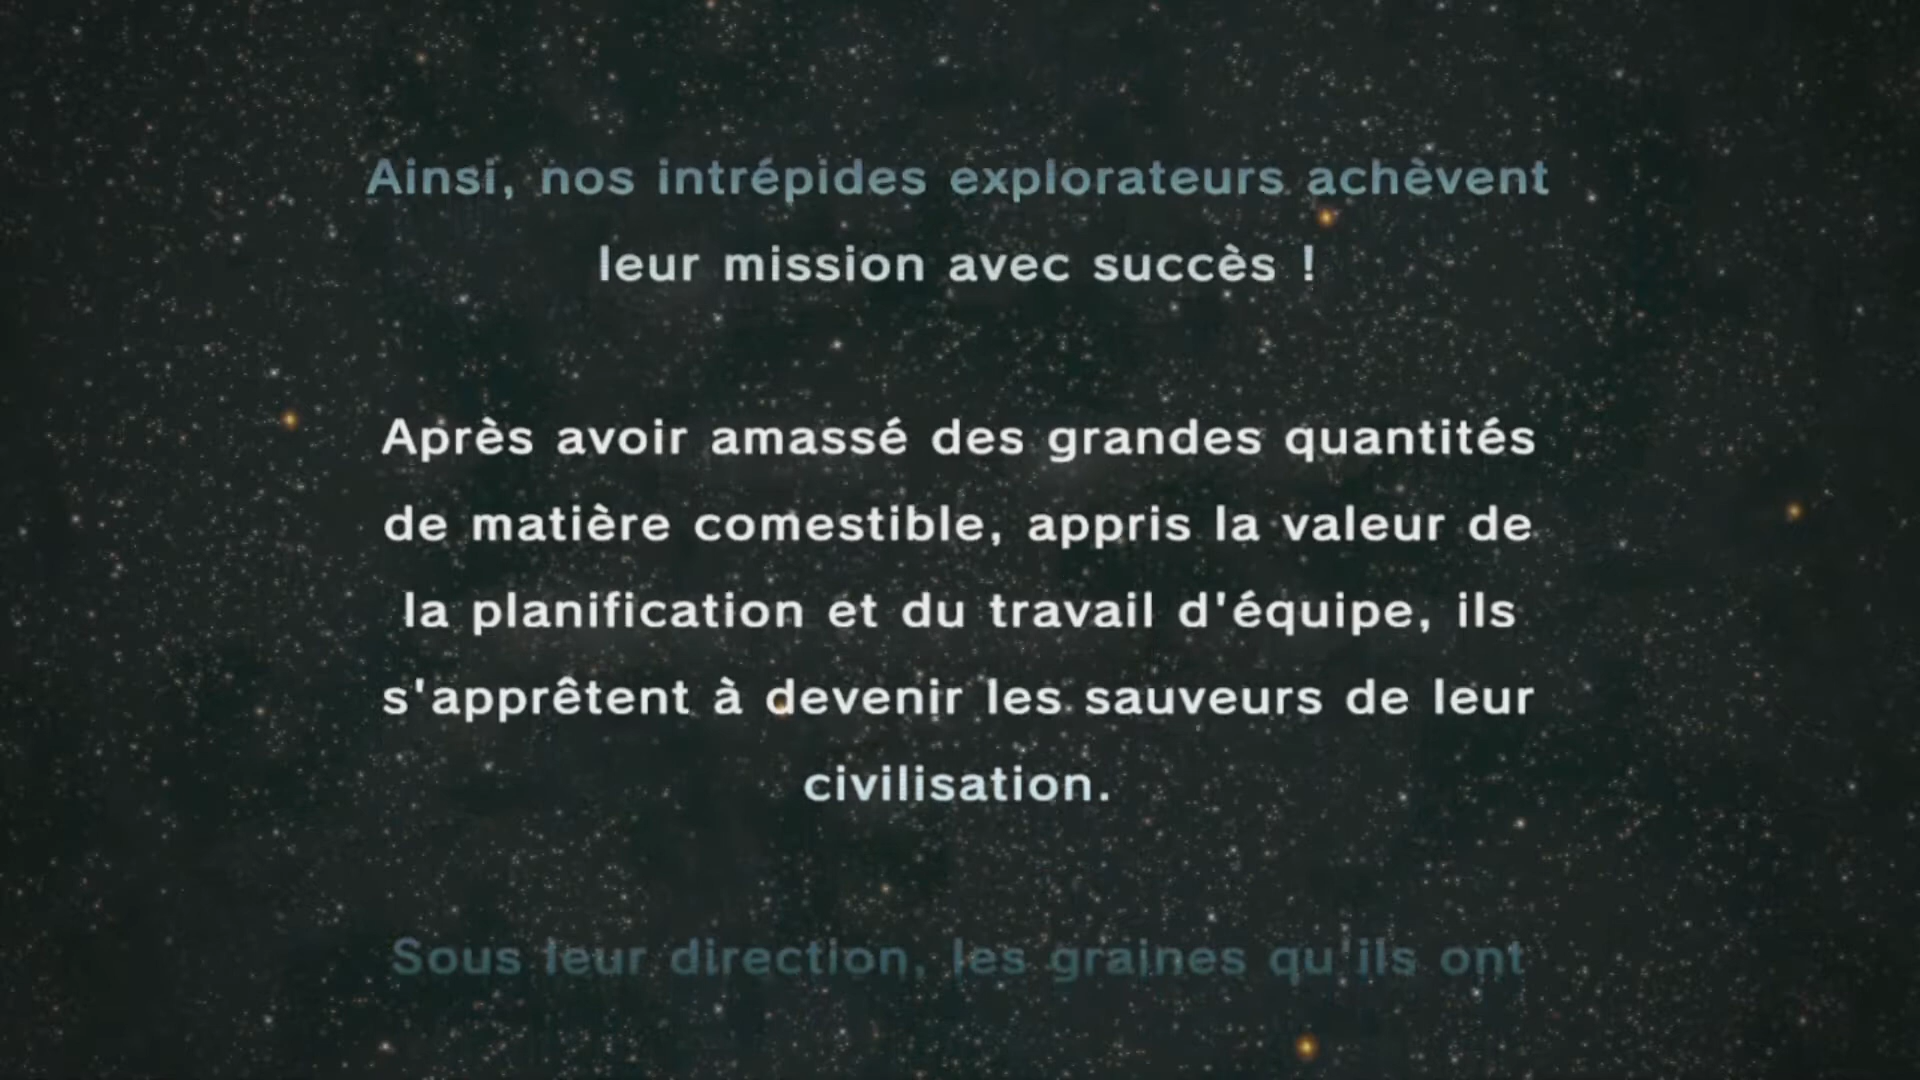 Ainsi, nos intrépides explorateurs achèvent
leur mission avec succès !
Après avoir amassé des grandes quantités
de matière comestible, appris la valeur de
la planification et du travail d'équipe, ils
s'apprêtent à devenir les sauveurs de leur
civilisation.
Sous leur direction, les graines qu'ils ont